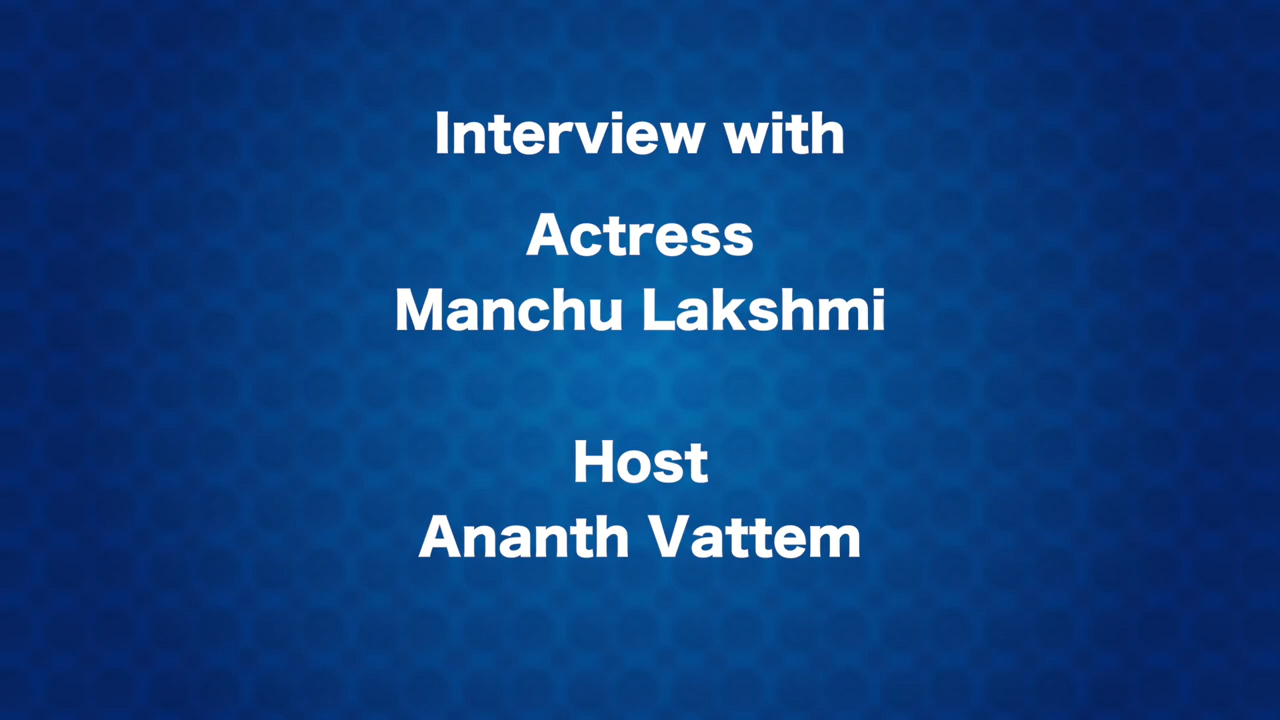 Interview with
Actress
Manchu Lakshmi
Host
Ananth Vattem